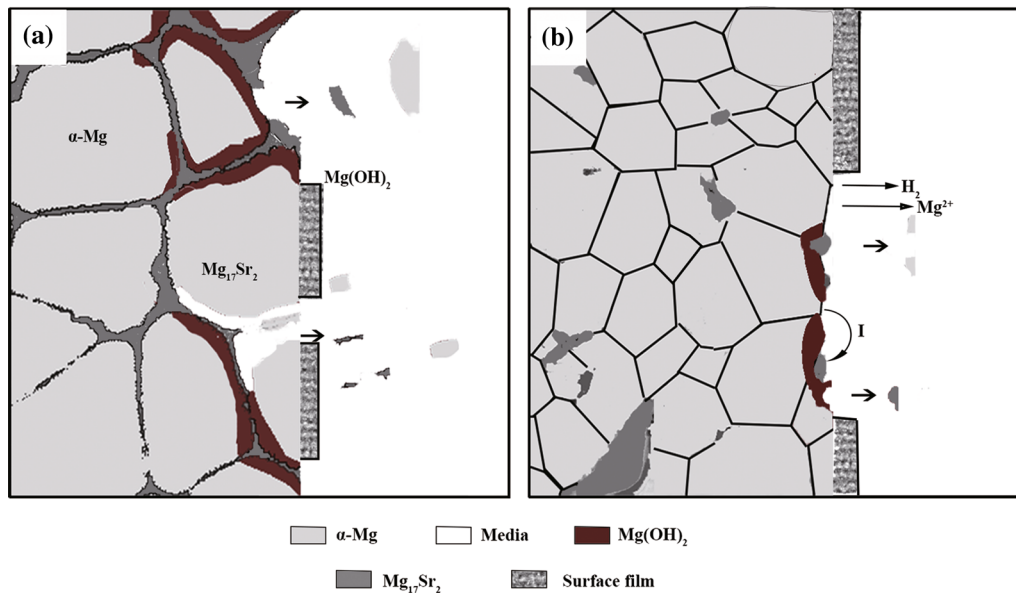 (a)
α-Mg
Mg(OH)₂
Mg₁₇Sr₂
(b)
H₂
Mg²⁺
I
α-Mg
Media
Mg(OH)₂
Mg₁₇Sr₂
Surface film